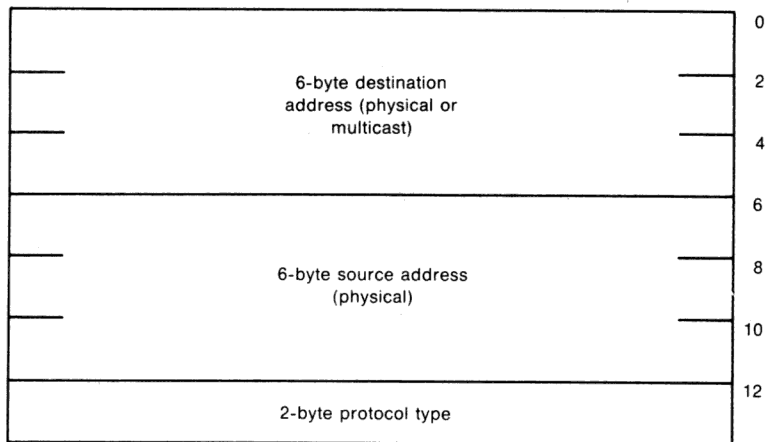 0
6-byte destination
2
address (physical or
multicast)
4
6
6-byte source address
8
(physical)
10
12
2-byte protocol type